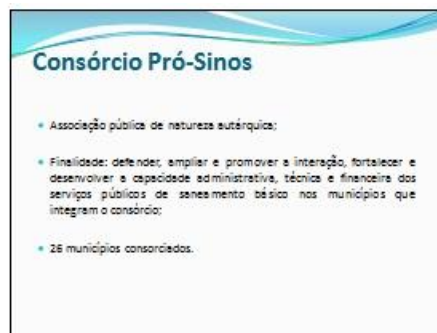 Consórcio Pró-Sinos
• Associação pública de natureza autárquica;
• Finalidade: defender, ampliar e promover a interação, fortalecer e
desenvolver a capacidade administrativa, técnica e financeira dos
serviços públicos de saneamento básico nos municípios que
integram o consórcio;
• 26 municípios consorciados.